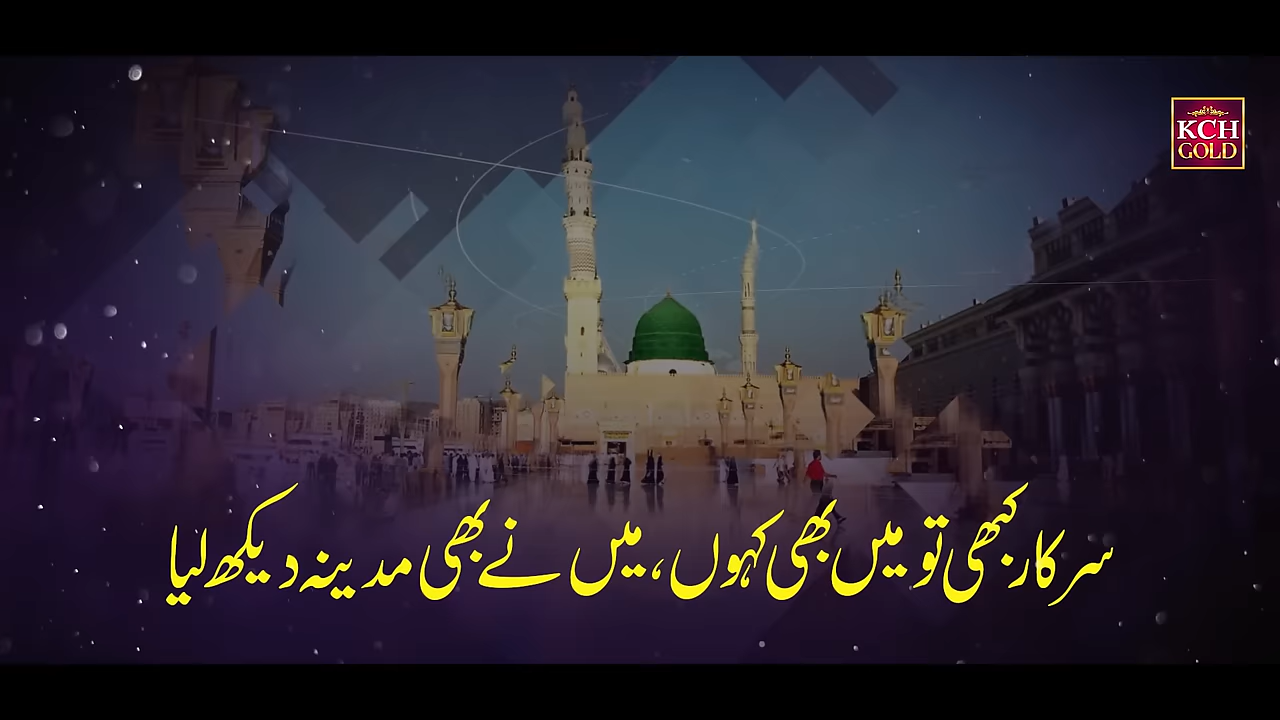 KCH
GOLD
سرکار کبھی تو میں بھی کہوں، میں نے بھی مدینہ دیکھ لیا